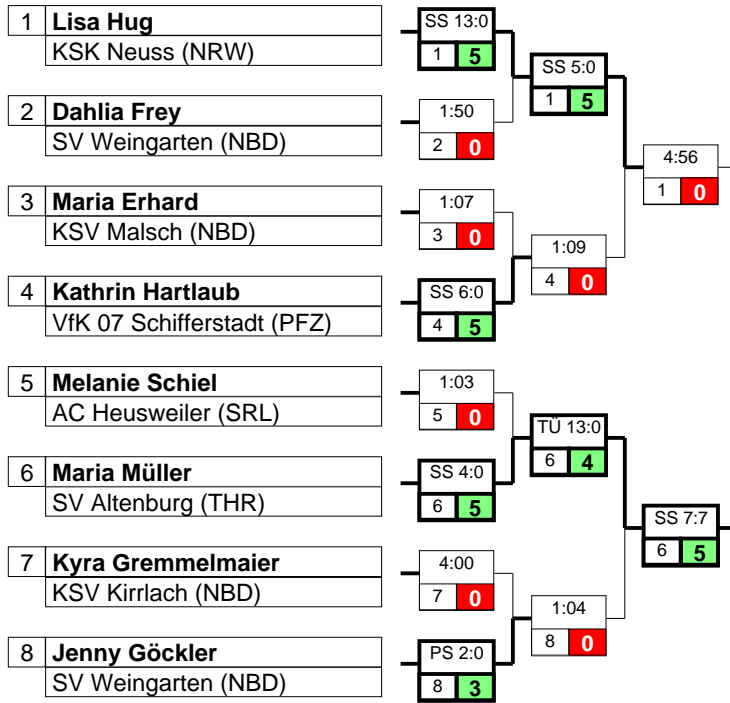 1 Lisa Hug
KSK Neuss (NRW)
2 Dahlia Frey
SV Weingarten (NBD)
3 Maria Erhard
KSV Malsch (NBD)
4 Kathrin Hartlaub
VfK 07 Schifferstadt (PFZ)
5 Melanie Schiel
AC Heusweiler (SRL)
6 Maria Müller
SV Altenburg (THR)
7 Kyra Gremmelmaier
KSV Kirrlach (NBD)
8 Jenny Göckler
SV Weingarten (NBD)
SS 13:0
1 5
1:50
2 0
1:07
3 0
SS 6:0
4 5
1:03
5 0
SS 4:0
6 5
4:00
7 0
PS 2:0
8 3
SS 5:0
1 5
1:09
4 0
TÜ 13:0
6 4
1:04
8 0
4:56
1 0
SS 7:7
6 5